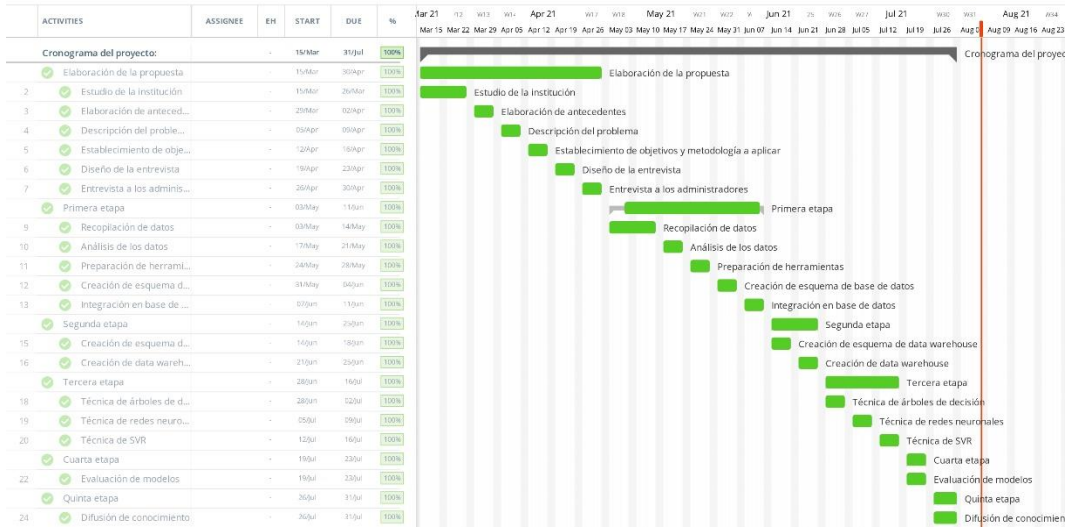 ACTIVITIES ASSIGNEE EH START DUE % Mar 21 W13 Apr 21 W17 W18 May 21 W21 W22 Jun 21 25 W26 W27 Jul 21 W30 W31 Aug 21 W34
Mar 15 Mar 22 Mar 29 Apr 05 Apr 12 Apr 19 Apr 26 May 03 May 10 May 17 May 24 May 31 Jun 07 Jun 14 Jun 21 Jun 28 Jul 05 Jul 12 Jul 19 Jul 26 Aug 09 Aug 16 Aug 23
Cronograma del proyecto: - 15/Mar 31/Jul 100% Cronograma del proyec
Elaboración de la propuesta - 15/Mar 30/Apr 100% Elaboración de la propuesta
2 Estudio de la institución - 15/Mar 26/Mar 100% Estudio de la institución
3 Elaboración de anteced... - 29/Mar 02/Apr 100% Elaboración de antecedentes
4 Descripción del proble... - 05/Apr 09/Apr 100% Descripción del problema
5 Establecimiento de obje... - 12/Apr 16/Apr 100% Establecimiento de objetivos y metodología a aplicar
6 Diseño de la entrevista - 19/Apr 23/Apr 100% Diseño de la entrevista
7 Entrevista a los adminis... - 26/Apr 30/Apr 100% Entrevista a los administradores
Primera etapa - 03/May 11/Jun 100% Primera etapa
9 Recopilación de datos - 03/May 14/May 100% Recopilación de datos
10 Análisis de los datos - 17/May 21/May 100% Análisis de los datos
11 Preparación de herrami... - 24/May 28/May 100% Preparación de herramientas
12 Creación de esquema d... - 31/May 04/Jun 100% Creación de esquema de base de datos
13 Integración en base de ... - 07/Jun 11/Jun 100% Integración en base de datos
Segunda etapa - 14/Jun 25/Jun 100% Segunda etapa
15 Creación de esquema d... - 14/Jun 18/Jun 100% Creación de esquema de data warehouse
16 Creación de data wareh... - 21/Jun 25/Jun 100% Creación de data warehouse
Tercera etapa - 28/Jun 16/Jul 100% Tercera etapa
18 Técnica de árboles de d... - 28/Jun 02/Jul 100% Técnica de árboles de decisión
19 Técnica de redes neuro... - 05/Jul 09/Jul 100% Técnica de redes neuronales
20 Técnica de SVR - 12/Jul 16/Jul 100% Técnica de SVR
Cuarta etapa - 19/Jul 23/Jul 100% Cuarta etapa
22 Evaluación de modelos - 19/Jul 23/Jul 100% Evaluación de modelos
Quinta etapa - 26/Jul 31/Jul 100% Quinta etapa
24 Difusión de conocimiento - 26/Jul 31/Jul 100% Difusión de conocimien